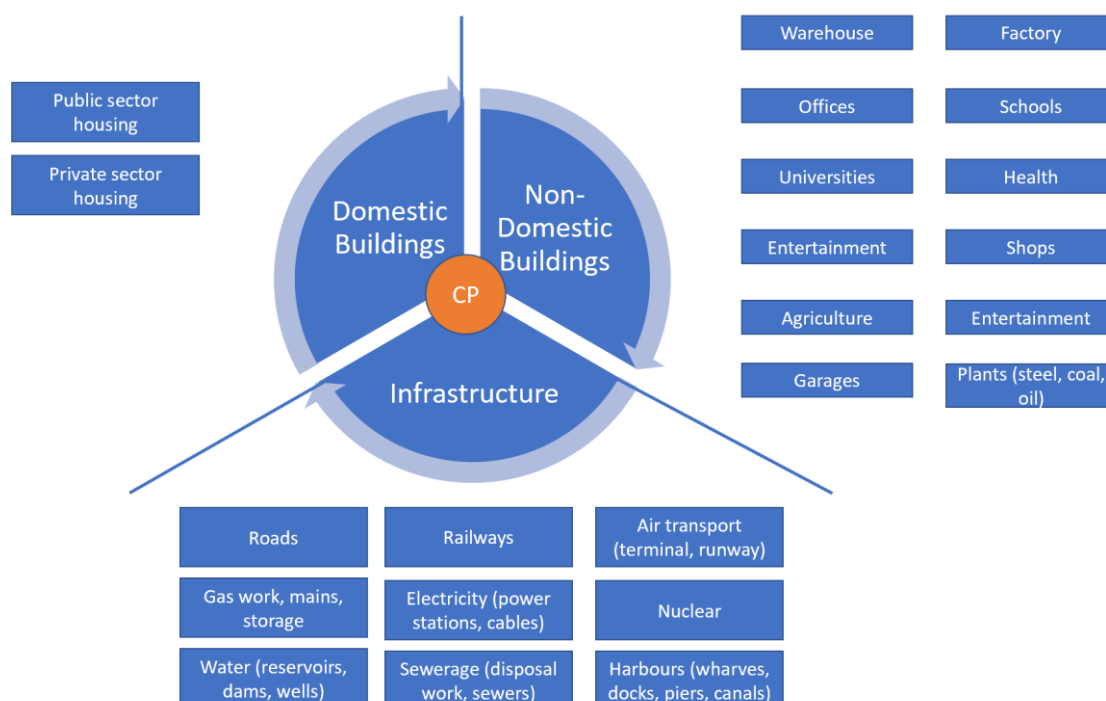 Warehouse
Factory
Public sector
housing
Offices
Schools
Private sector
housing
Universities
Health
Domestic
Buildings
Non-
Domestic
Buildings
Entertainment
Shops
CP
Agriculture
Entertainment
Infrastructure
Garages
Plants (steel, coal,
oil)
Roads
Railways
Air transport
(terminal, runway)
Gas work, mains,
storage
Electricity (power
stations, cables)
Nuclear
Water (reservoirs,
dams, wells)
Sewerage (disposal
work, sewers)
Harbours (wharves,
docks, piers, canals)